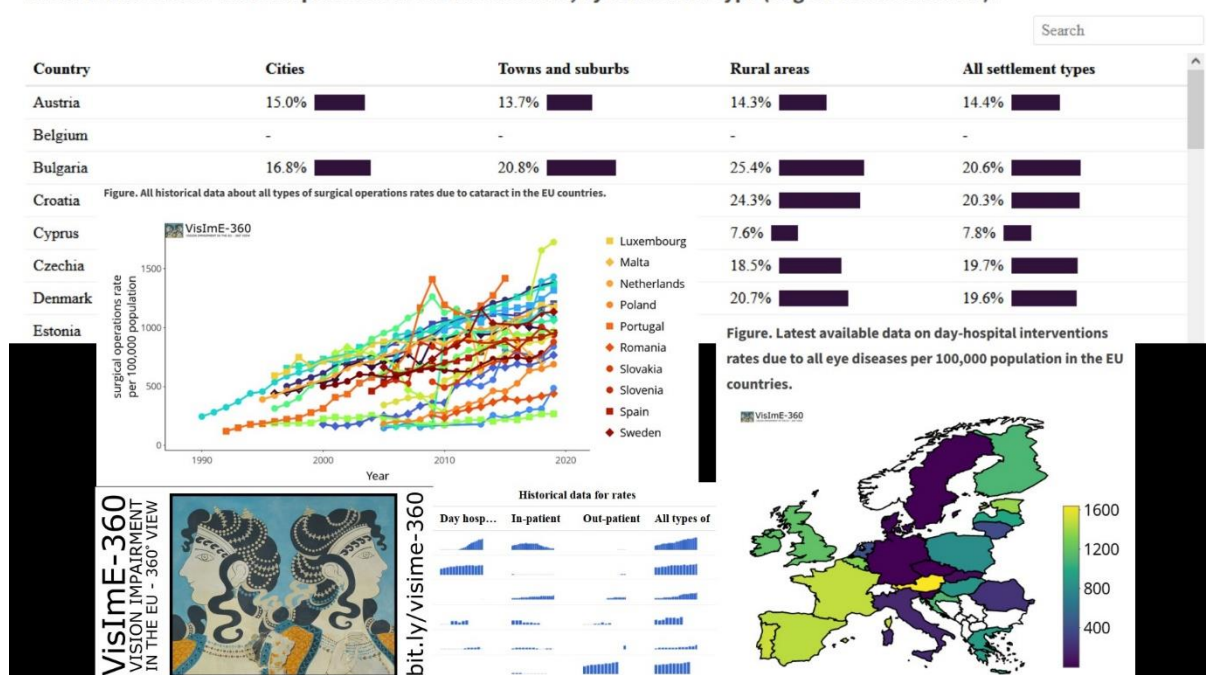 Search
Country Cities Towns and suburbs Rural areas All settlement types
Austria 15.0% 13.7% 14.3% 14.4%
Belgium - - - -
Bulgaria 16.8% 20.8% 25.4% 20.6%
Croatia 24.3% 20.3%
Cyprus 7.6% 7.8%
Czechia 18.5% 19.7%
Denmark 20.7% 19.6%
Estonia
Figure. All historical data about all types of surgical operations rates due to cataract in the EU countries.
VisImE-360
surgical operations rate
per 100,000 population
1500
1000
500
0
1990 2000 2010 2020
Year
Luxembourg
Malta
Netherlands
Poland
Portugal
Romania
Slovakia
Slovenia
Spain
Sweden
Figure. Latest available data on day-hospital interventions
rates due to all eye diseases per 100,000 population in the EU
countries.
VisImE-360
1600
1200
800
400
VisImE-360
VISION IMPAIRMENT
IN THE EU - 360° VIEW
bit.ly/visime-360
Historical data for rates
Day hosp... In-patient Out-patient All types of